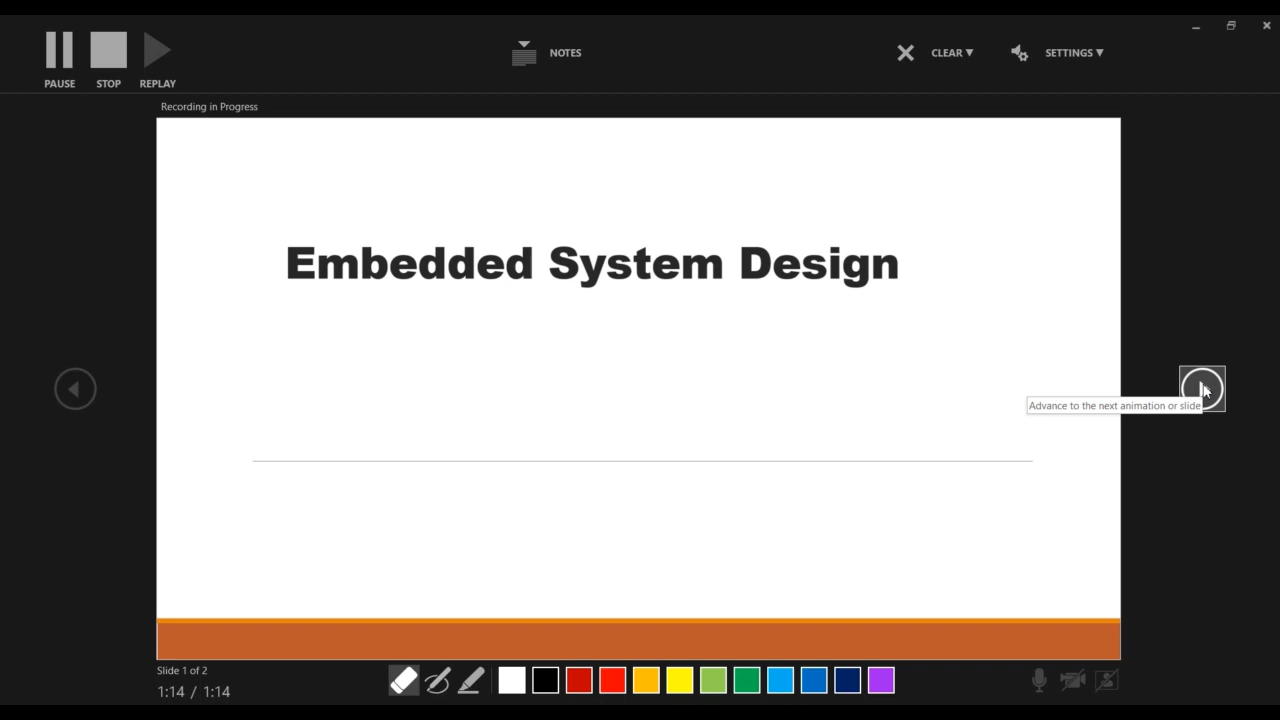 PAUSE STOP REPLAY
NOTES
CLEAR ▼
SETTINGS ▼
Recording in Progress
Embedded System Design
Advance to the next animation or slide
Slide 1 of 2
1:14 / 1:14